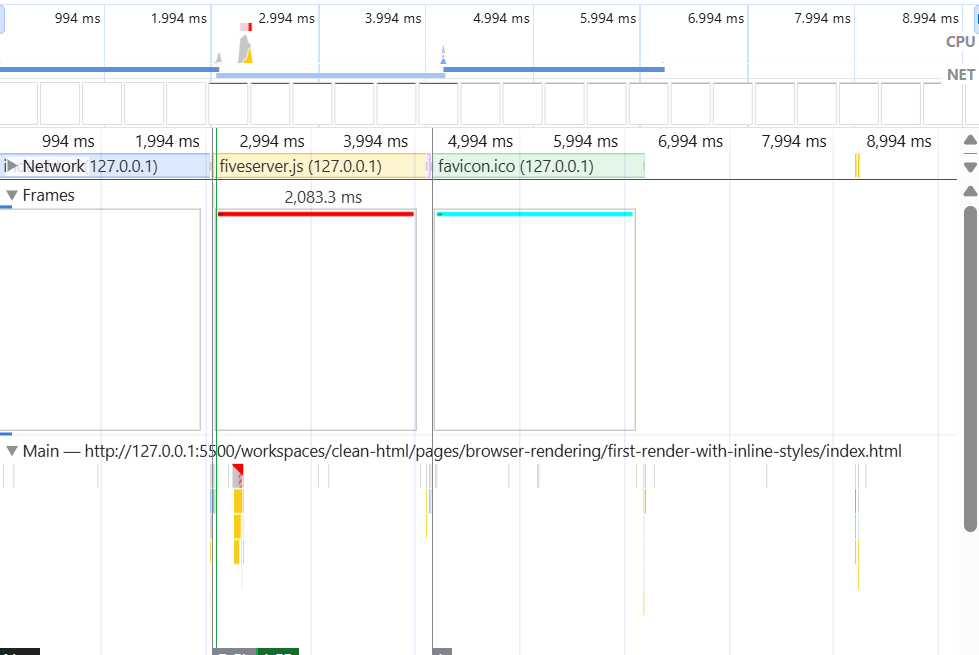 994 ms 1.994 ms 2.994 ms 3.994 ms 4.994 ms 5.994 ms 6.994 ms 7.994 ms 8.994 ms
CPU
NET
994 ms 1,994 ms 2,994 ms 3,994 ms 4,994 ms 5,994 ms 6,994 ms 7,994 ms 8,994 ms
Network (127.0.0.1) fiveserver.js (127.0.0.1) favicon.ico (127.0.0.1)
Frames 2,083.3 ms
Main — http://127.0.0.1:5500/workspaces/clean-html/pages/browser-rendering/first-render-with-inline-styles/index.html